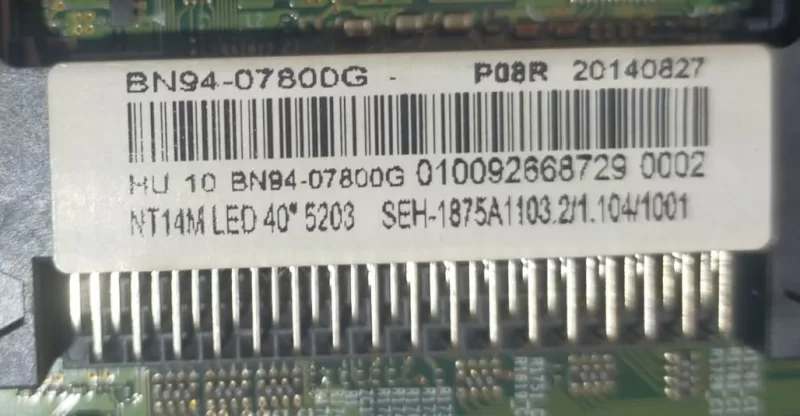 BN94-07800G - P08R 20140827
HU 10 BN94-07800G 010092668729 0002
NT14M LED 40" 5203 SEH-1875A1103.2/1.104/1001